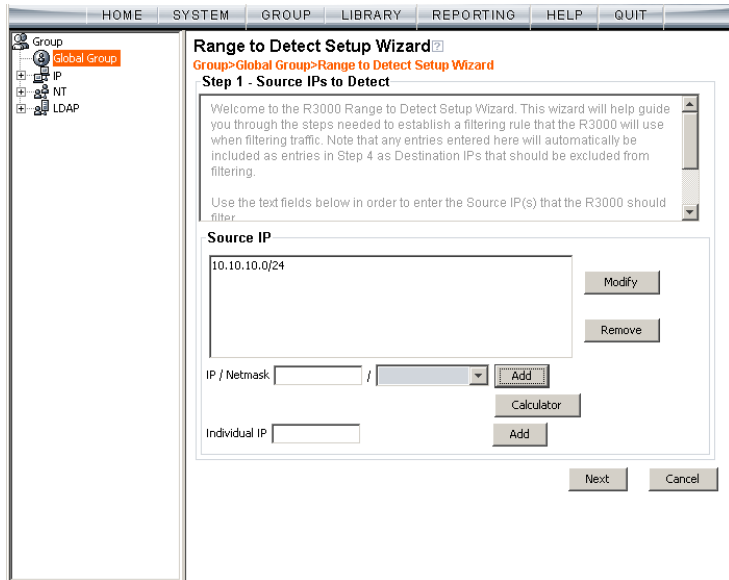 HOME SYSTEM GROUP LIBRARY REPORTING HELP QUIT
Group
Global Group
IP
NT
LDAP
Range to Detect Setup Wizard?
Group>Global Group>Range to Detect Setup Wizard
Step 1 - Source IPs to Detect
Welcome to the R3000 Range to Detect Setup Wizard. This wizard will help guide
you through the steps needed to establish a filtering rule that the R3000 will use
when filtering traffic. Note that any entries entered here will automatically be
included as entries in Step 4 as Destination IPs that should be excluded from
filtering.
Use the text fields below in order to enter the Source IP(s) that the R3000 should
filter
Source IP
10.10.10.0/24
Modify
Remove
IP / Netmask / Add
Calculator
Individual IP Add
Next Cancel